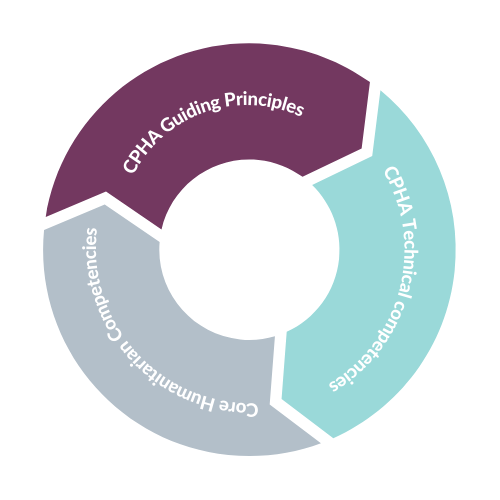 CPHA Guiding Principles
CPHA Technical competencies
Core Humanitarian Competencies